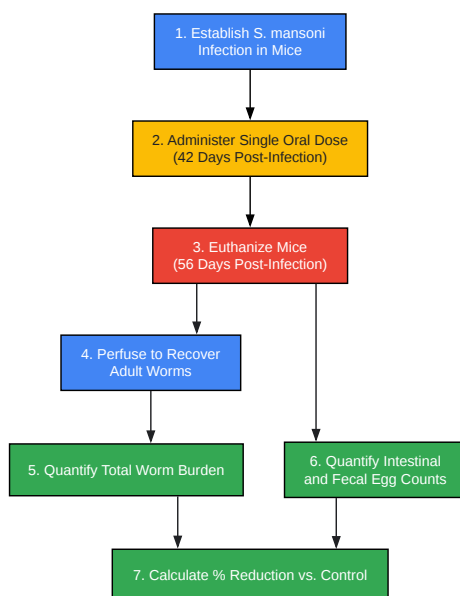 1. Establish S. mansoni
Infection in Mice
2. Administer Single Oral Dose
(42 Days Post-Infection)
3. Euthanize Mice
(56 Days Post-Infection)
4. Perfuse to Recover
Adult Worms
5. Quantify Total Worm Burden
6. Quantify Intestinal
and Fecal Egg Counts
7. Calculate % Reduction vs. Control